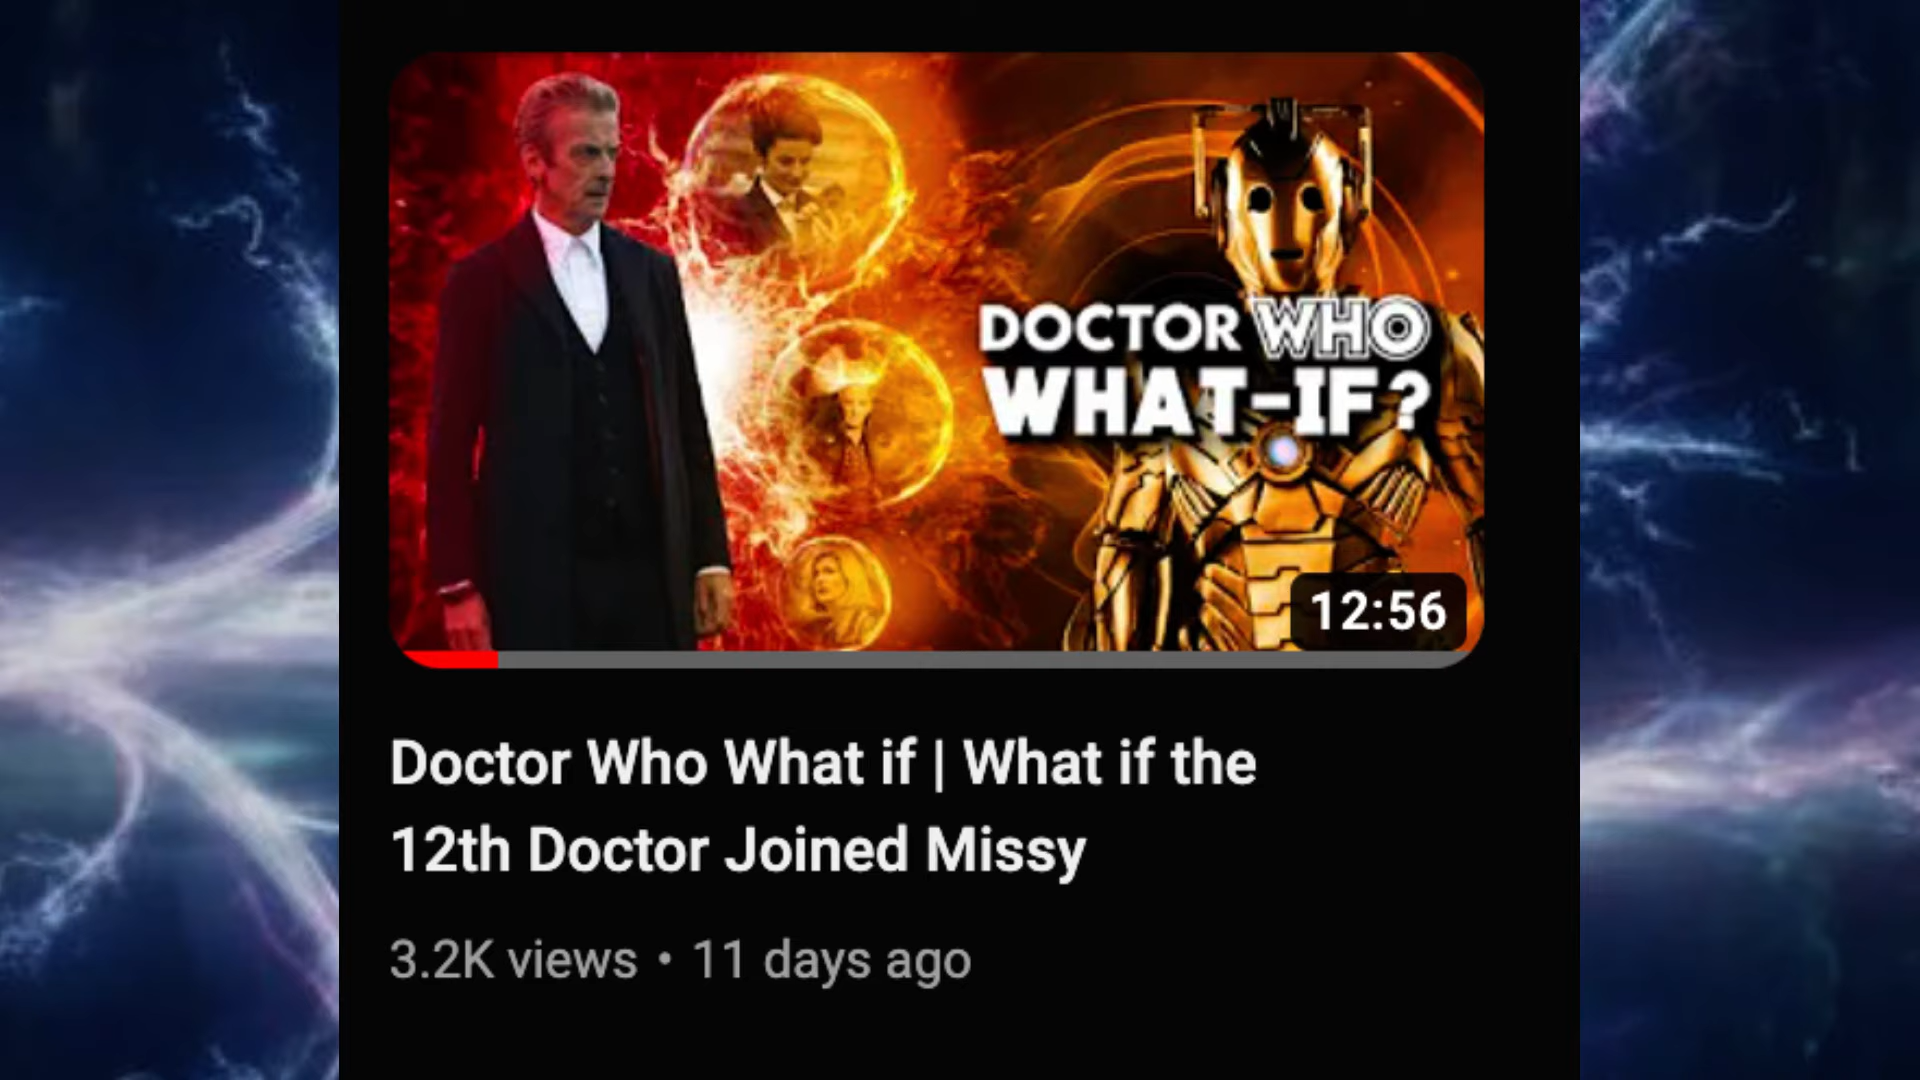 DOCTOR WHO
WHAT-IF?
12:56
Doctor Who What if | What if the
12th Doctor Joined Missy
3.2K views • 11 days ago